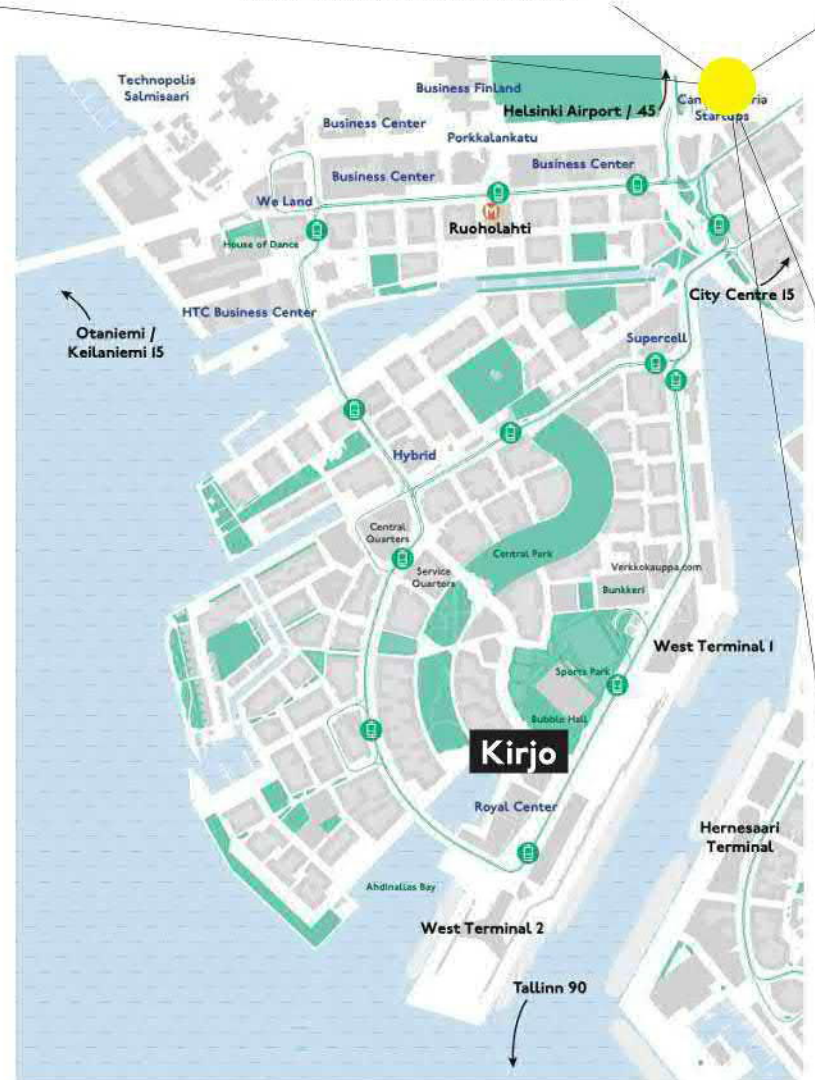 Technopolis
Salmisaari
Business Finland
Helsinki Airport / 45
Startups
Business Center
Porkkalankatu
Business Center
Business Center
We Land
Ruoholahti
House of Dance
City Centre 15
HTC Business Center
Otaniemi /
Keilaniemi 15
Supercell
Hybrid
Central
Quarters
Central Park
Service
Quarters
Verkkokauppa.com
Bunkkeri
West Terminal 1
Sports Park
Bubble Hall
Kirjo
Royal Center
Hernesaari
Terminal
Ahdinallas Bay
West Terminal 2
Tallinn 90